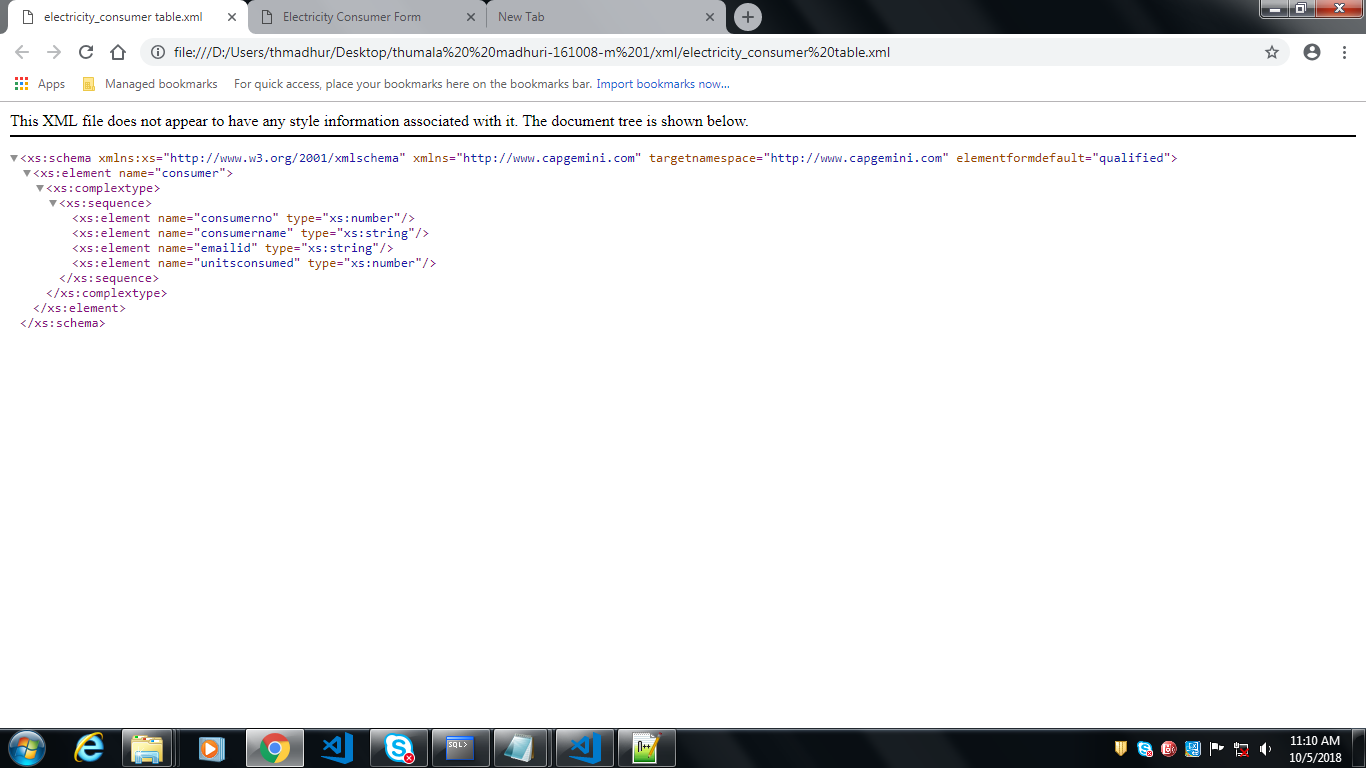 electricity_consumer table.xml
Electricity Consumer Form
New Tab
file:///D:/Users/thmadhur/Desktop/thumala%20%20madhuri-161008-m%201/xml/electricity_consumer%20table.xml
Apps Managed bookmarks For quick access, place your bookmarks here on the bookmarks bar. Import bookmarks now...
This XML file does not appear to have any style information associated with it. The document tree is shown below.
<xs:schema xmlns:xs="http://www.w3.org/2001/xmlschema" xmlns="http://www.capgemini.com" targetnamespace="http://www.capgemini.com" elementformdefault="qualified">
<xs:element name="consumer">
<xs:complextype>
<xs:sequence>
<xs:element name="consumerno" type="xs:number"/>
<xs:element name="consumername" type="xs:string"/>
<xs:element name="emailid" type="xs:string"/>
<xs:element name="unitsconsumed" type="xs:number"/>
</xs:sequence>
</xs:complextype>
</xs:element>
</xs:schema>
SQL>
11:10 AM
10/5/2018